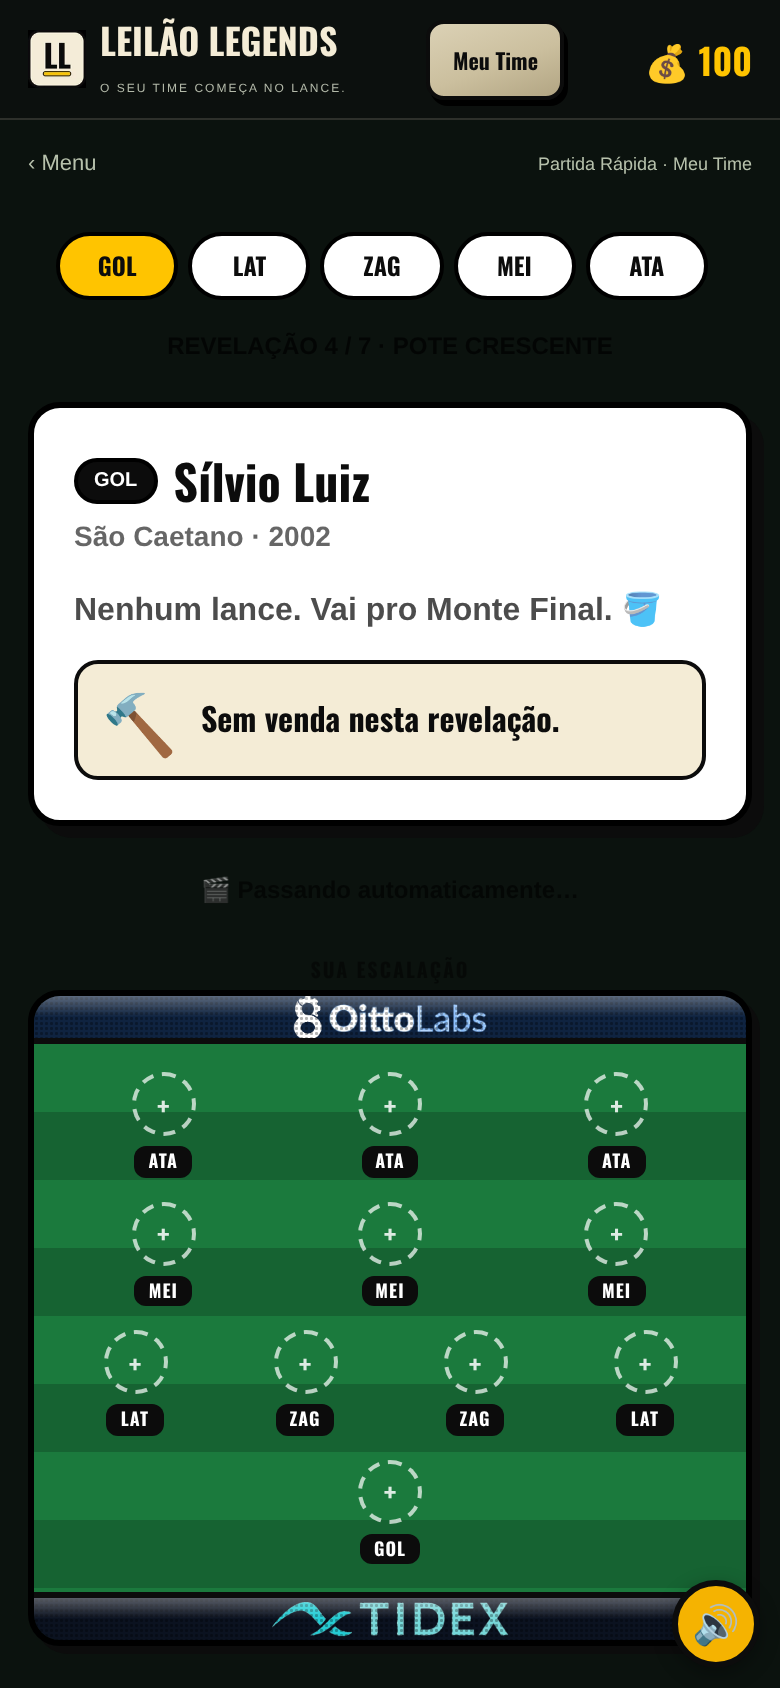 LL
LEILÃO LEGENDS
O SEU TIME COMEÇA NO LANCE.
Meu Time
💰 100
‹ Menu
Partida Rápida · Meu Time
GOL LAT ZAG MEI ATA
REVELAÇÃO 4 / 7 · POTE CRESCENTE
GOL Sílvio Luiz
São Caetano · 2002
Nenhum lance. Vai pro Monte Final. 🪣
🔨 Sem venda nesta revelação.
🎬 Passando automaticamente…
SUA ESCALAÇÃO
8 OittoLabs
+ + +
ATA ATA ATA
+ + +
MEI MEI MEI
+ + + +
LAT ZAG ZAG LAT
+
GOL
TIDEX
🔊